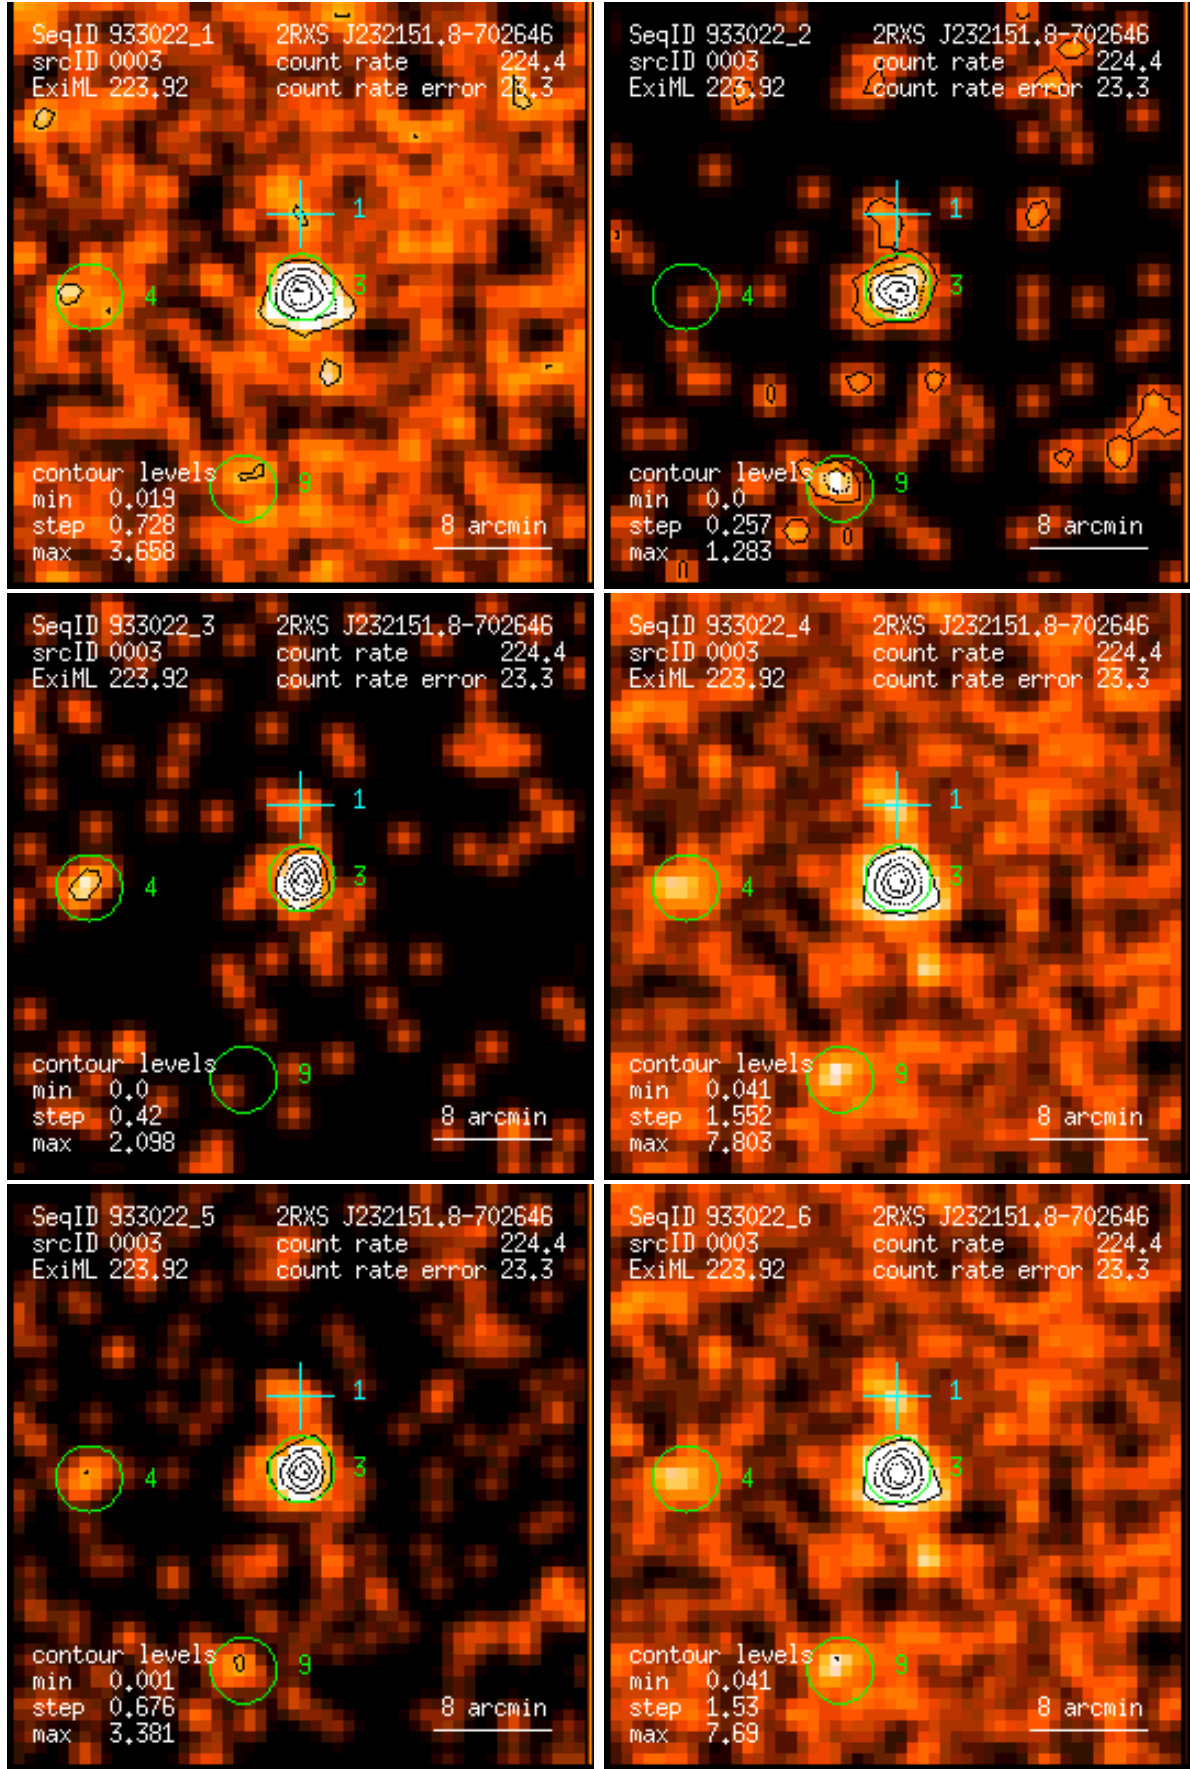 SeqID 933022_1 2RXS J232151.8-702646
srcID 0003 count rate 224.4
ExiML 223.92 count rate error 23.3
1
3
4
contour levels 9
min 0.019
step 0.728 8 arcmin
max 3.658
SeqID 933022_2 2RXS J232151.8-702646
srcID 0003 count rate 224.4
ExiML 223.92 count rate error 23.3
1
3
4
contour levels 9
min 0.0
step 0.257 8 arcmin
max 1.283
SeqID 933022_3 2RXS J232151.8-702646
srcID 0003 count rate 224.4
ExiML 223.92 count rate error 23.3
1
3
4
contour levels 9
min 0.0
step 0.42 8 arcmin
max 2.098
SeqID 933022_4 2RXS J232151.8-702646
srcID 0003 count rate 224.4
ExiML 223.92 count rate error 23.3
1
3
4
contour levels 9
min 0.041
step 1.552 8 arcmin
max 7.803
SeqID 933022_5 2RXS J232151.8-702646
srcID 0003 count rate 224.4
ExiML 223.92 count rate error 23.3
1
3
4
contour levels 9
min 0.001
step 0.676 8 arcmin
max 3.381
SeqID 933022_6 2RXS J232151.8-702646
srcID 0003 count rate 224.4
ExiML 223.92 count rate error 23.3
1
3
4
contour levels 9
min 0.041
step 1.53 8 arcmin
max 7.69